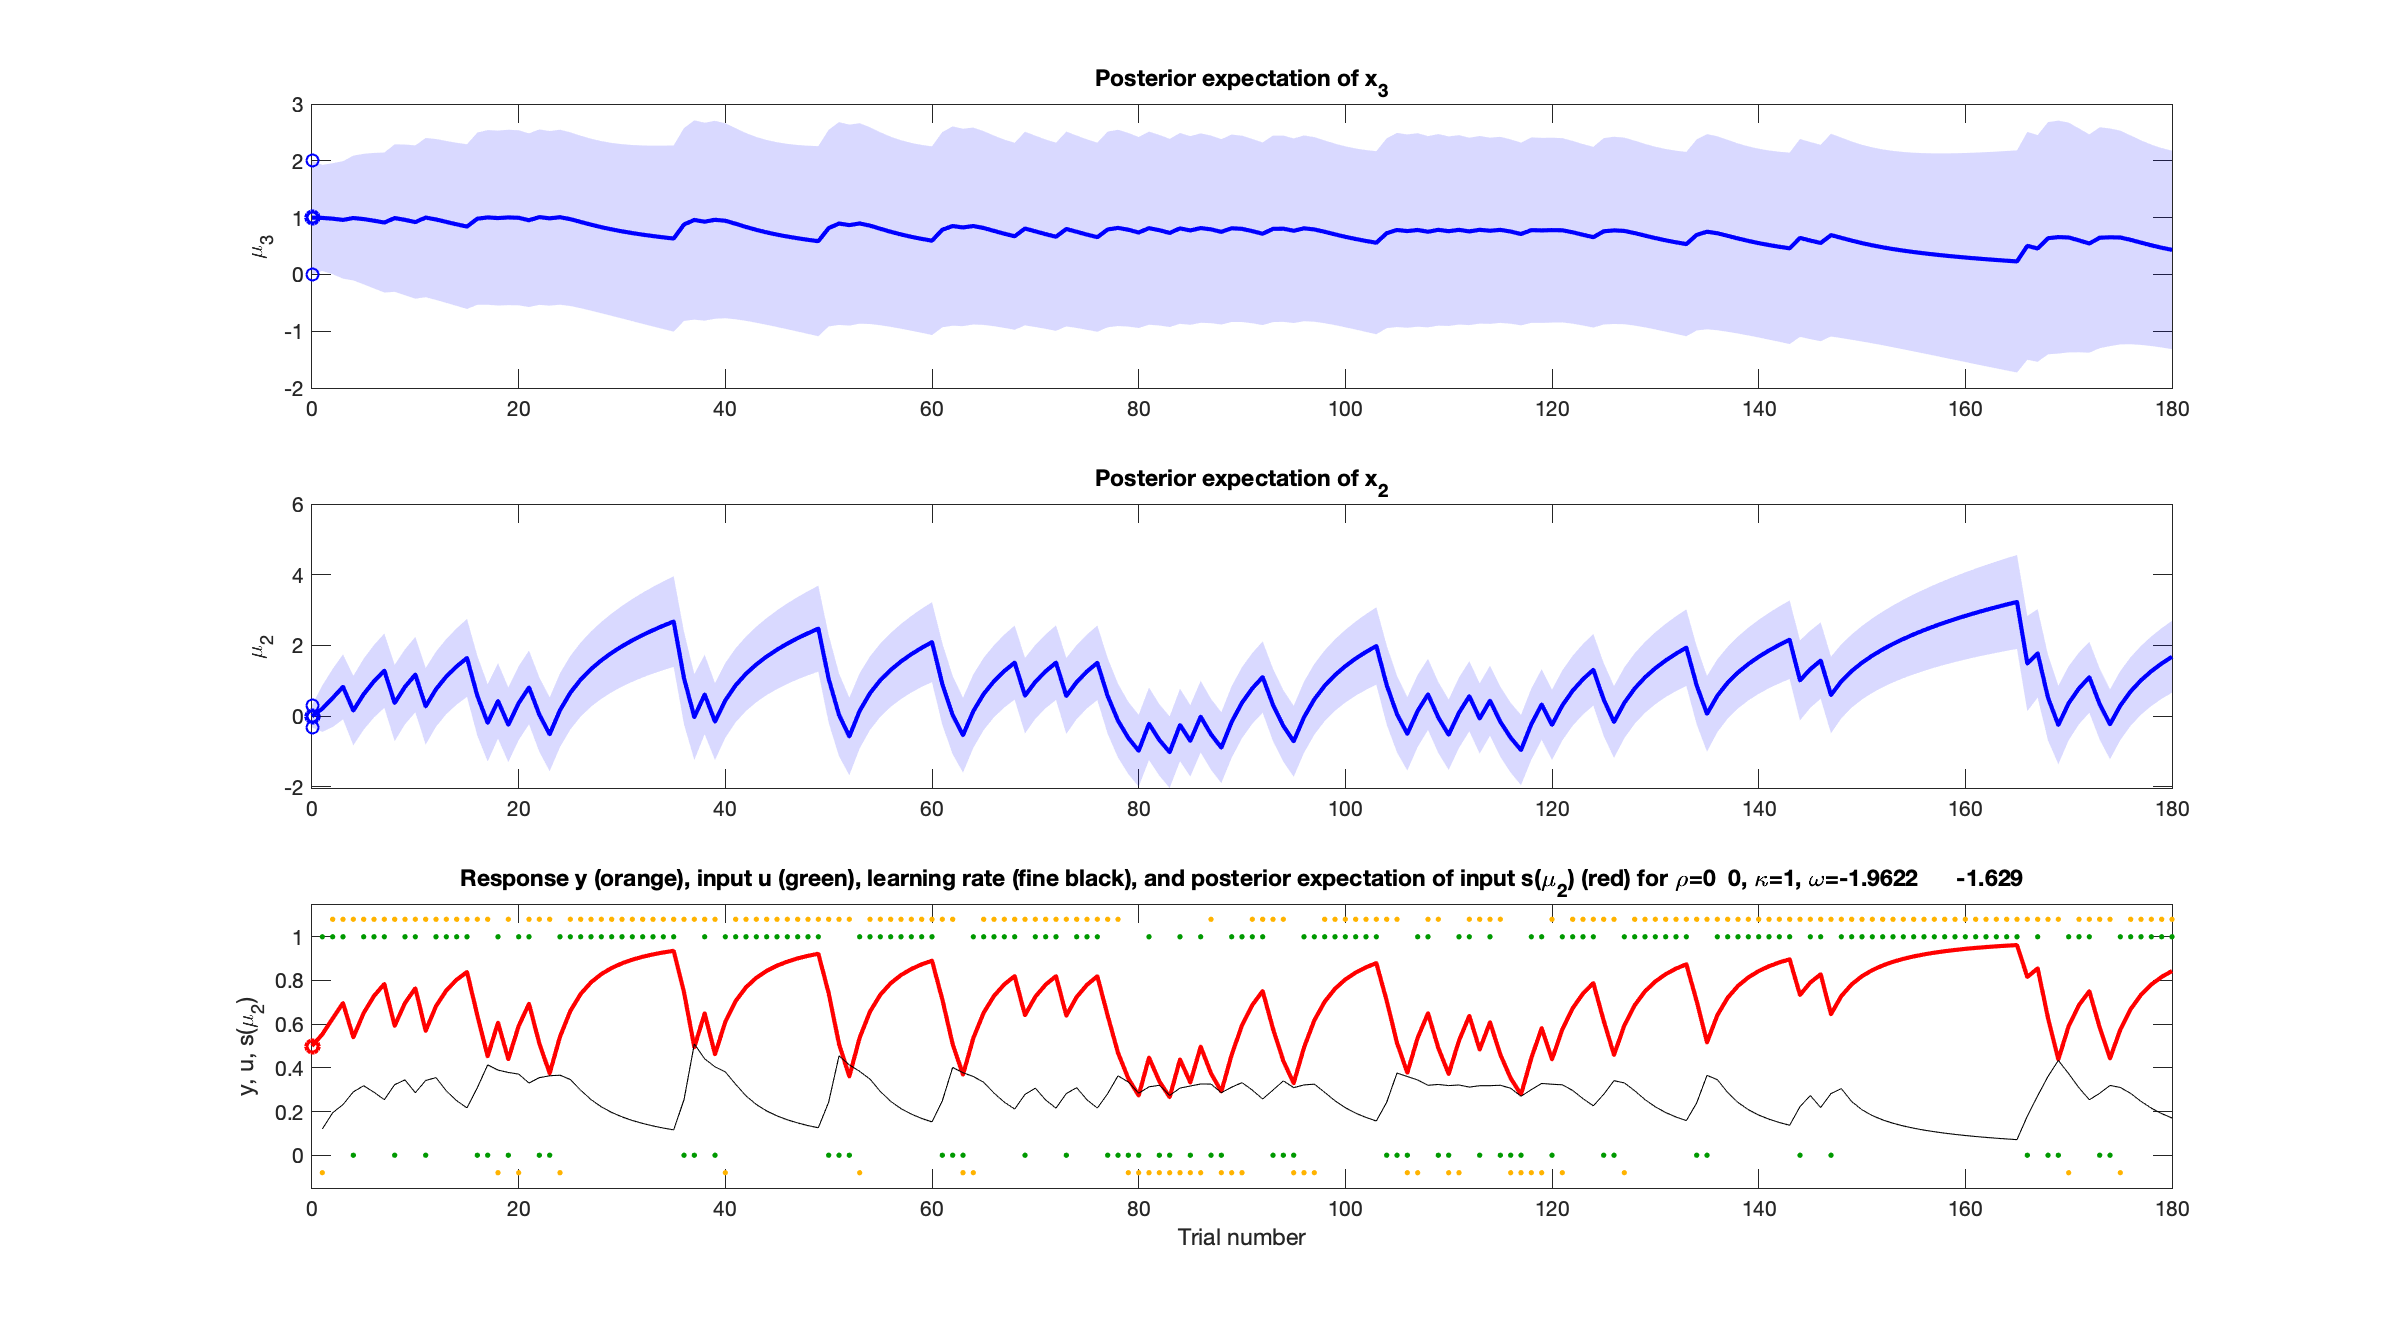 Posterior expectation of x3
3
2
1
0
-1
-2
μ3
0 20 40 60 80 100 120 140 160 180
Posterior expectation of x2
6
4
2
0
-2
μ2
0 20 40 60 80 100 120 140 160 180
Response y (orange), input u (green), learning rate (fine black), and posterior expectation of input s(μ2) (red) for ρ=0 0, κ=1, ω=-1.9622 -1.629
1
0.8
0.6
0.4
0.2
0
y, u, s(μ2)
0 20 40 60 80 100 120 140 160 180
Trial number